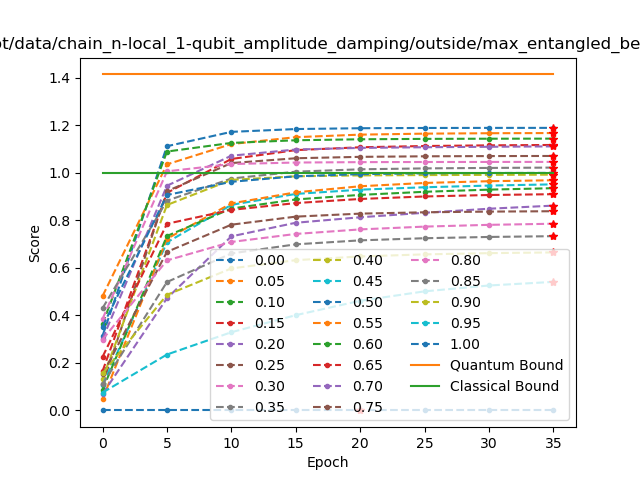 ot/data/chain_n-local_1-qubit_amplitude_damping/outside/max_entangled_be
Score
1.4
1.2
1.0
0.8
0.6
0.4
0.2
0.0
0.00 0.40 0.80
0.05 0.45 0.85
0.10 0.50 0.90
0.15 0.55 0.95
0.20 0.60 1.00
0.25 0.65 Quantum Bound
0.30 0.70 Classical Bound
0.35 0.75
0 5 10 15 20 25 30 35
Epoch